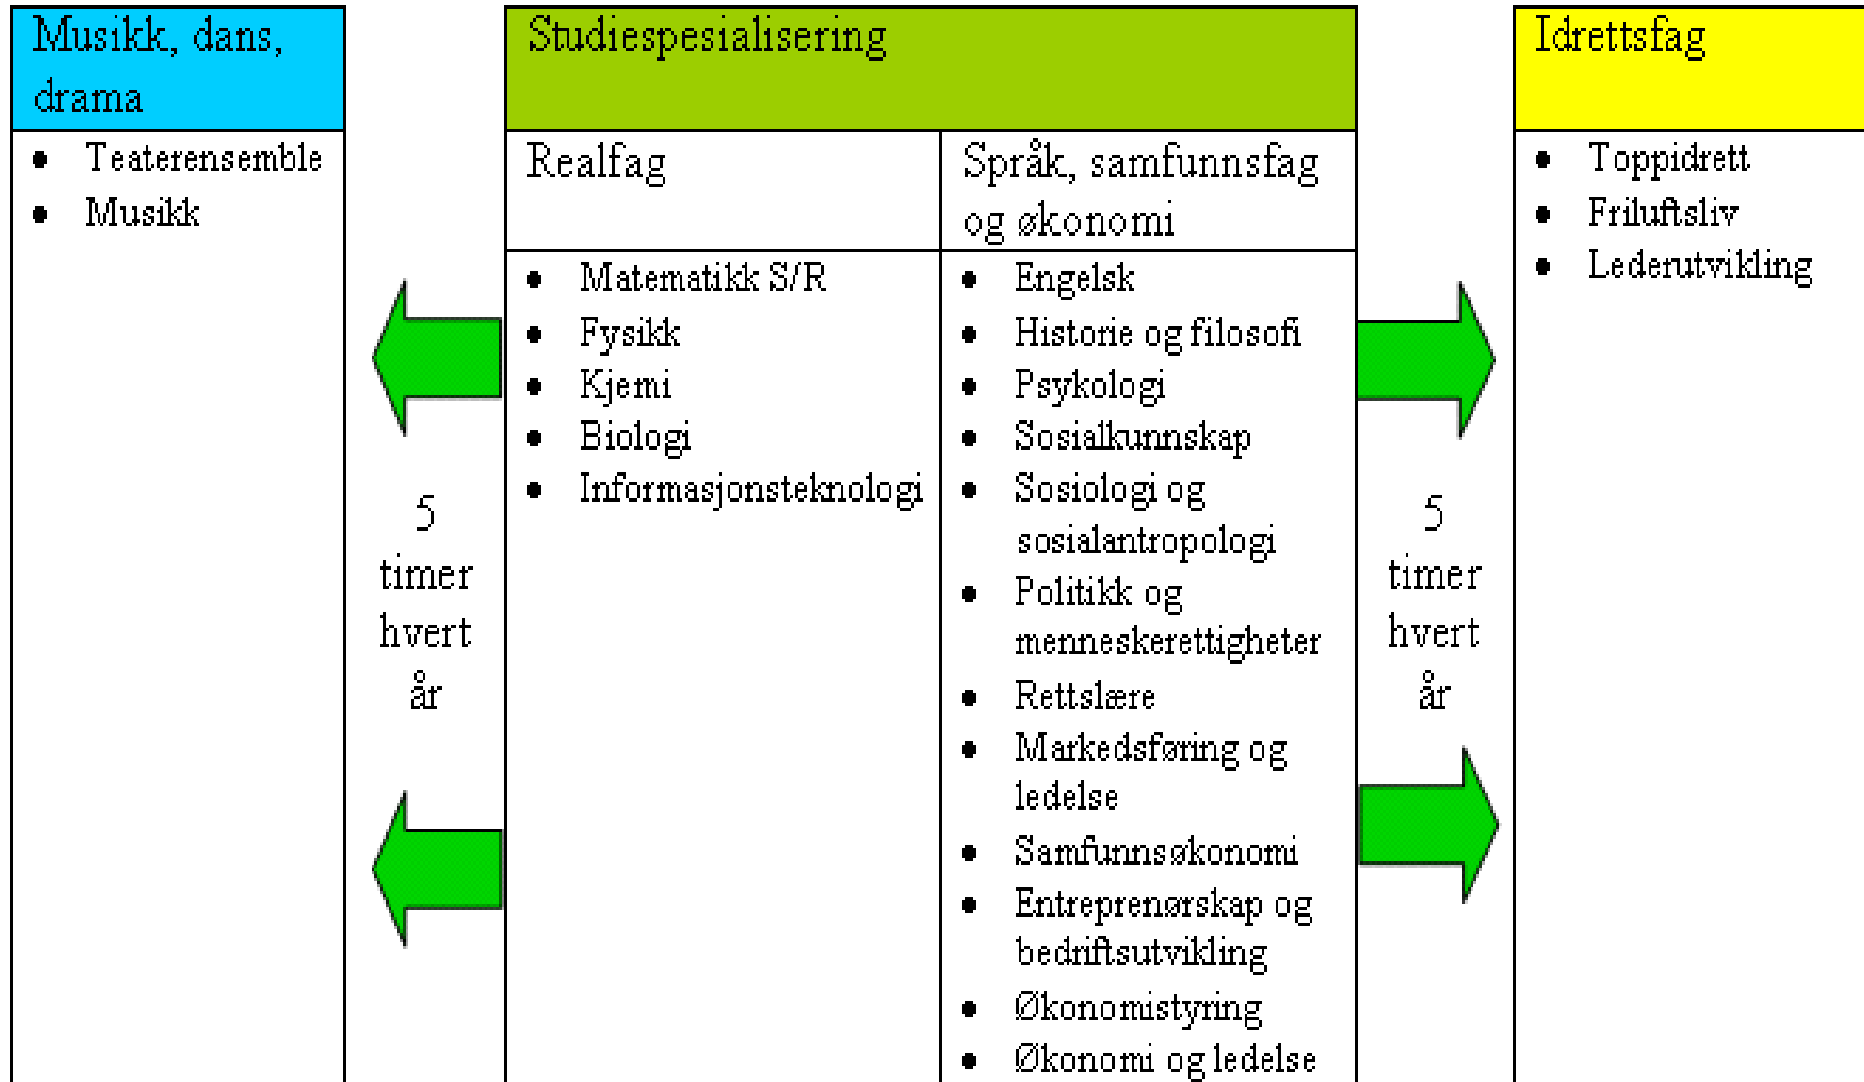 Musikk, dans,
drama
• Teaterensemble
• Musikk
5
timer
hvert
år
Studiespesialisering
Realfag
• Matematikk S/R
• Fysikk
• Kjemi
• Biologi
• Informasjonsteknologi
Språk, samfunnsfag
og økonomi
• Engelsk
• Historie og filosofi
• Psykologi
• Sosialkunnskap
• Sosiologi og
sosialantropologi
• Politikk og
menneskerettigheter
• Rettslære
• Markedsføring og
ledelse
• Samfunnsøkonomi
• Entreprenørskap og
bedriftsutvikling
• Økonomistyring
• Økonomi og ledelse
5
timer
hvert
år
Idrettsfag
• Toppidrett
• Friluftsliv
• Lederutvikling